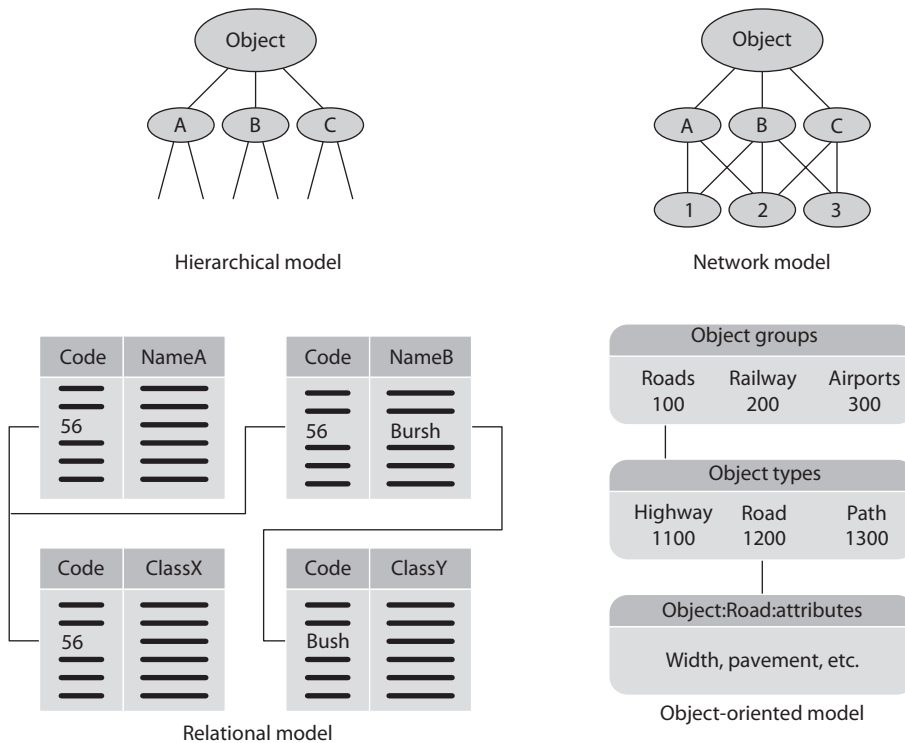 Object
A B C
Hierarchical model
Object
A B C
1 2 3
Network model
Code NameA
56
Code NameB
56 Bursh
Code ClassX
56
Code ClassY
Bush
Relational model
Object groups
Roads Railway Airports
100 200 300
Object types
Highway Road Path
1100 1200 1300
Object:Road:attributes
Width, pavement, etc.
Object-oriented model